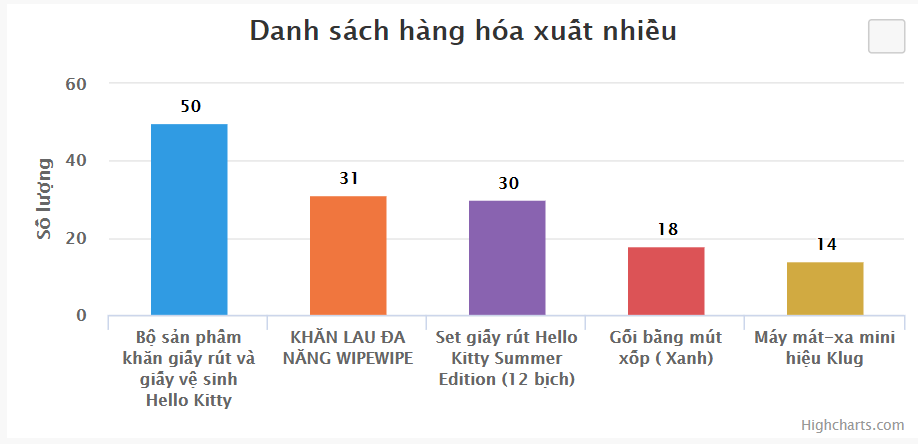 Danh sách hàng hóa xuất nhiều
60
40
20
0
Số lượng
50
31
30
18
14
Bộ sản phẩm
khăn giấy rút và
giấy vệ sinh
Hello Kitty
KHĂN LAU ĐA
NĂNG WIPEWIPE
Set giấy rút Hello
Kitty Summer
Edition (12 bịch)
Gối bằng mút
xốp ( Xanh)
Máy mát-xa mini
hiệu Klug
Highcharts.com